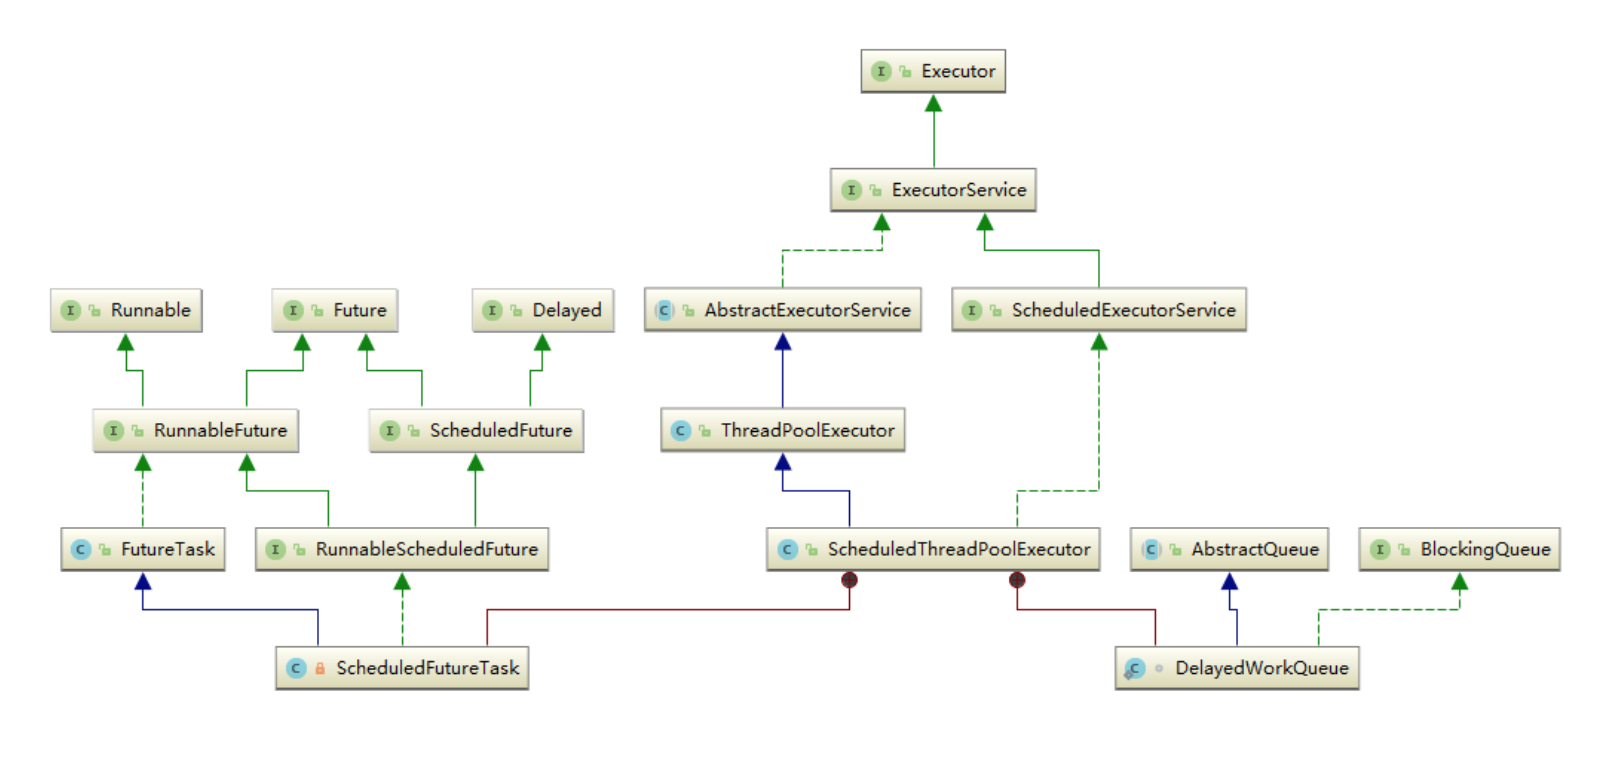 I Executor
I ExecutorService
I Runnable
I Future
I Delayed
C AbstractExecutorService
I ScheduledExecutorService
I RunnableFuture
I ScheduledFuture
C ThreadPoolExecutor
C FutureTask
I RunnableScheduledFuture
C ScheduledThreadPoolExecutor
C AbstractQueue
I BlockingQueue
C ScheduledFutureTask
C DelayedWorkQueue